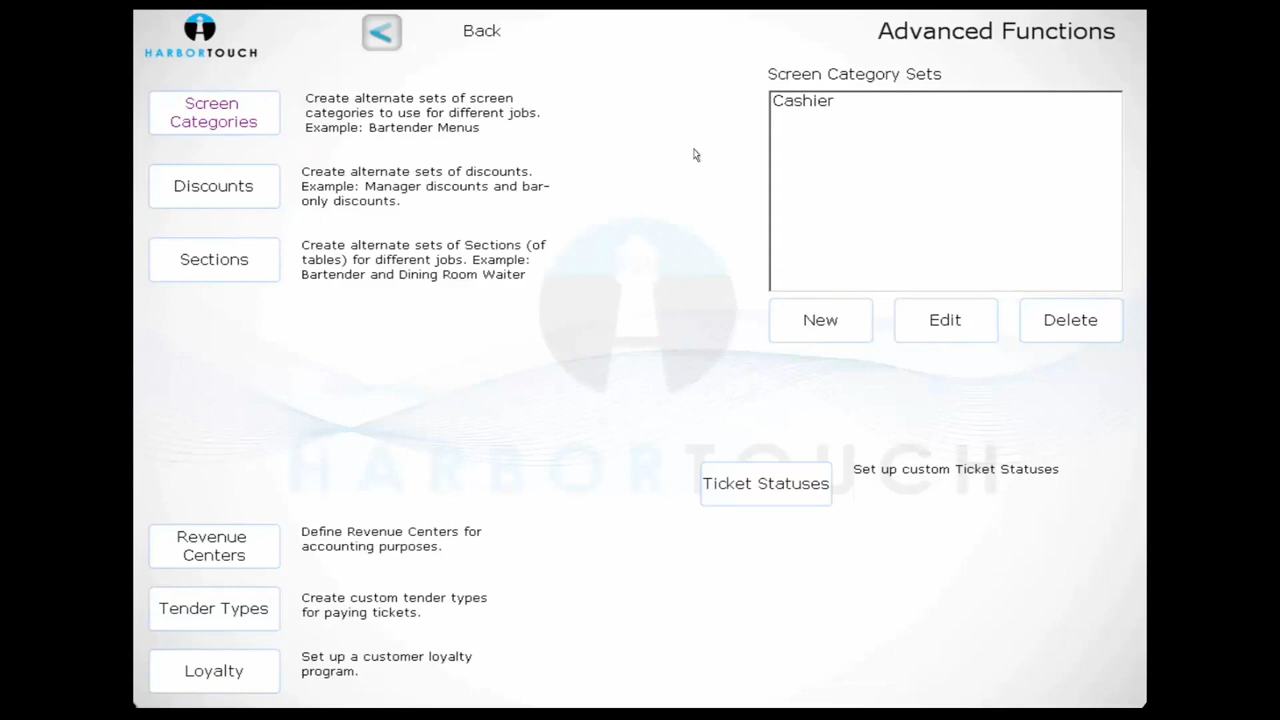 HARBORTOUCH
Back
Advanced Functions
Screen Category Sets
Cashier
Screen
Categories
Create alternate sets of screen
categories to use for different jobs.
Example: Bartender Menus
Discounts
Create alternate sets of discounts.
Example: Manager discounts and bar-
only discounts.
Sections
Create alternate sets of Sections (of
tables) for different jobs. Example:
Bartender and Dining Room Waiter
New
Edit
Delete
HARBORTOUCH
Ticket Statuses
Set up custom Ticket Statuses
Revenue
Centers
Define Revenue Centers for
accounting purposes.
Tender Types
Create custom tender types
for paying tickets.
Loyalty
Set up a customer loyalty
program.